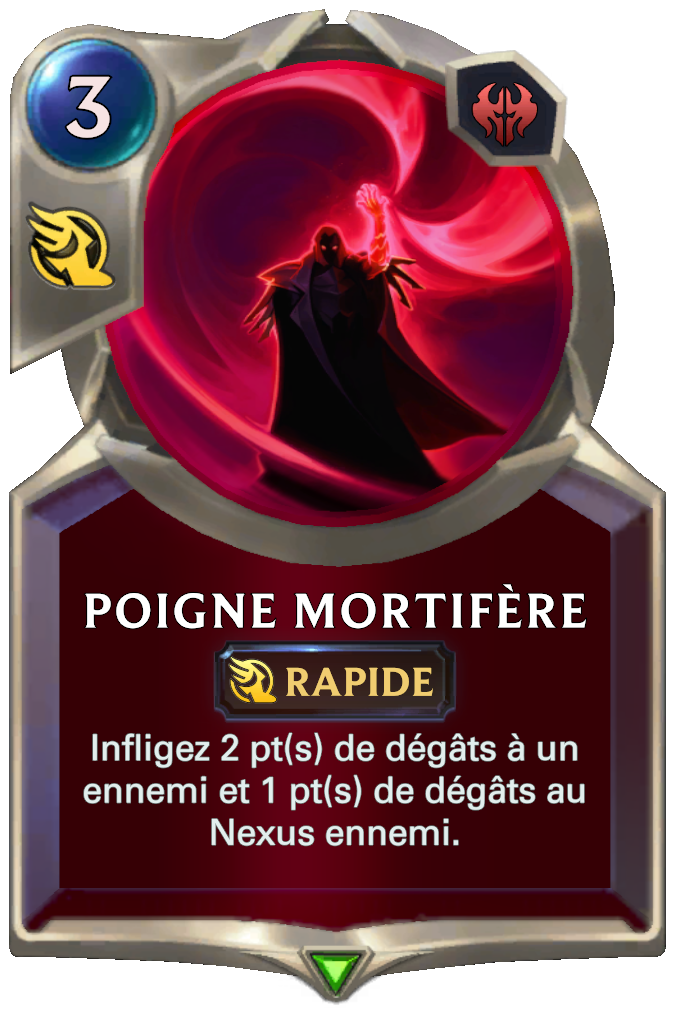 3
POIGNE MORTIFÈRE
RAPIDE
Infligez 2 pt(s) de dégâts à un
ennemi et 1 pt(s) de dégâts au
Nexus ennemi.